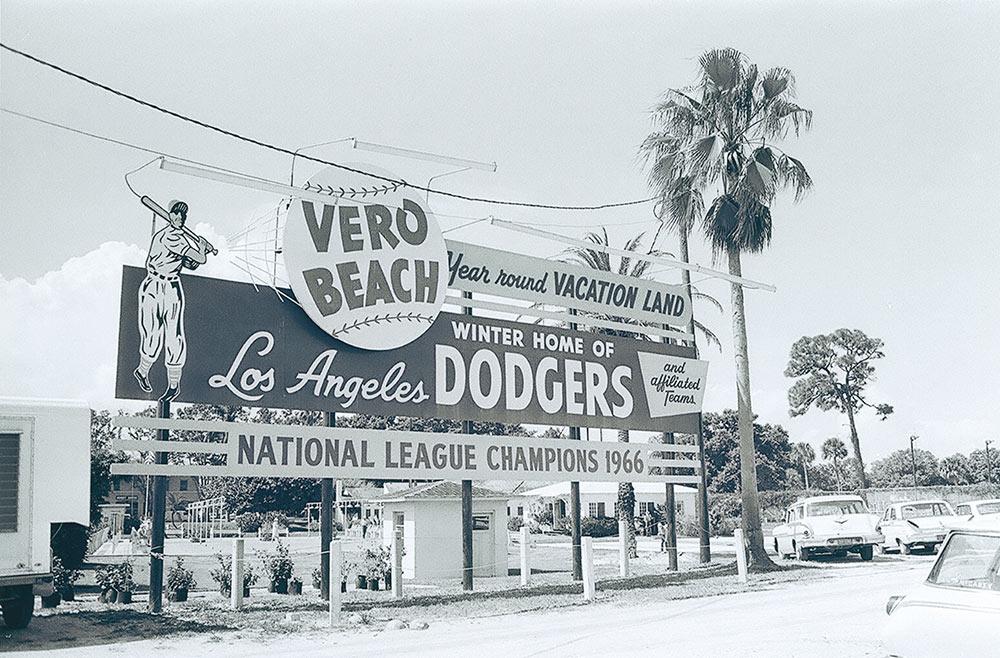 VERO
BEACH
Year round VACATION LAND
WINTER HOME OF
Los Angeles DODGERS
and
affiliated
Teams.
NATIONAL LEAGUE CHAMPIONS 1966